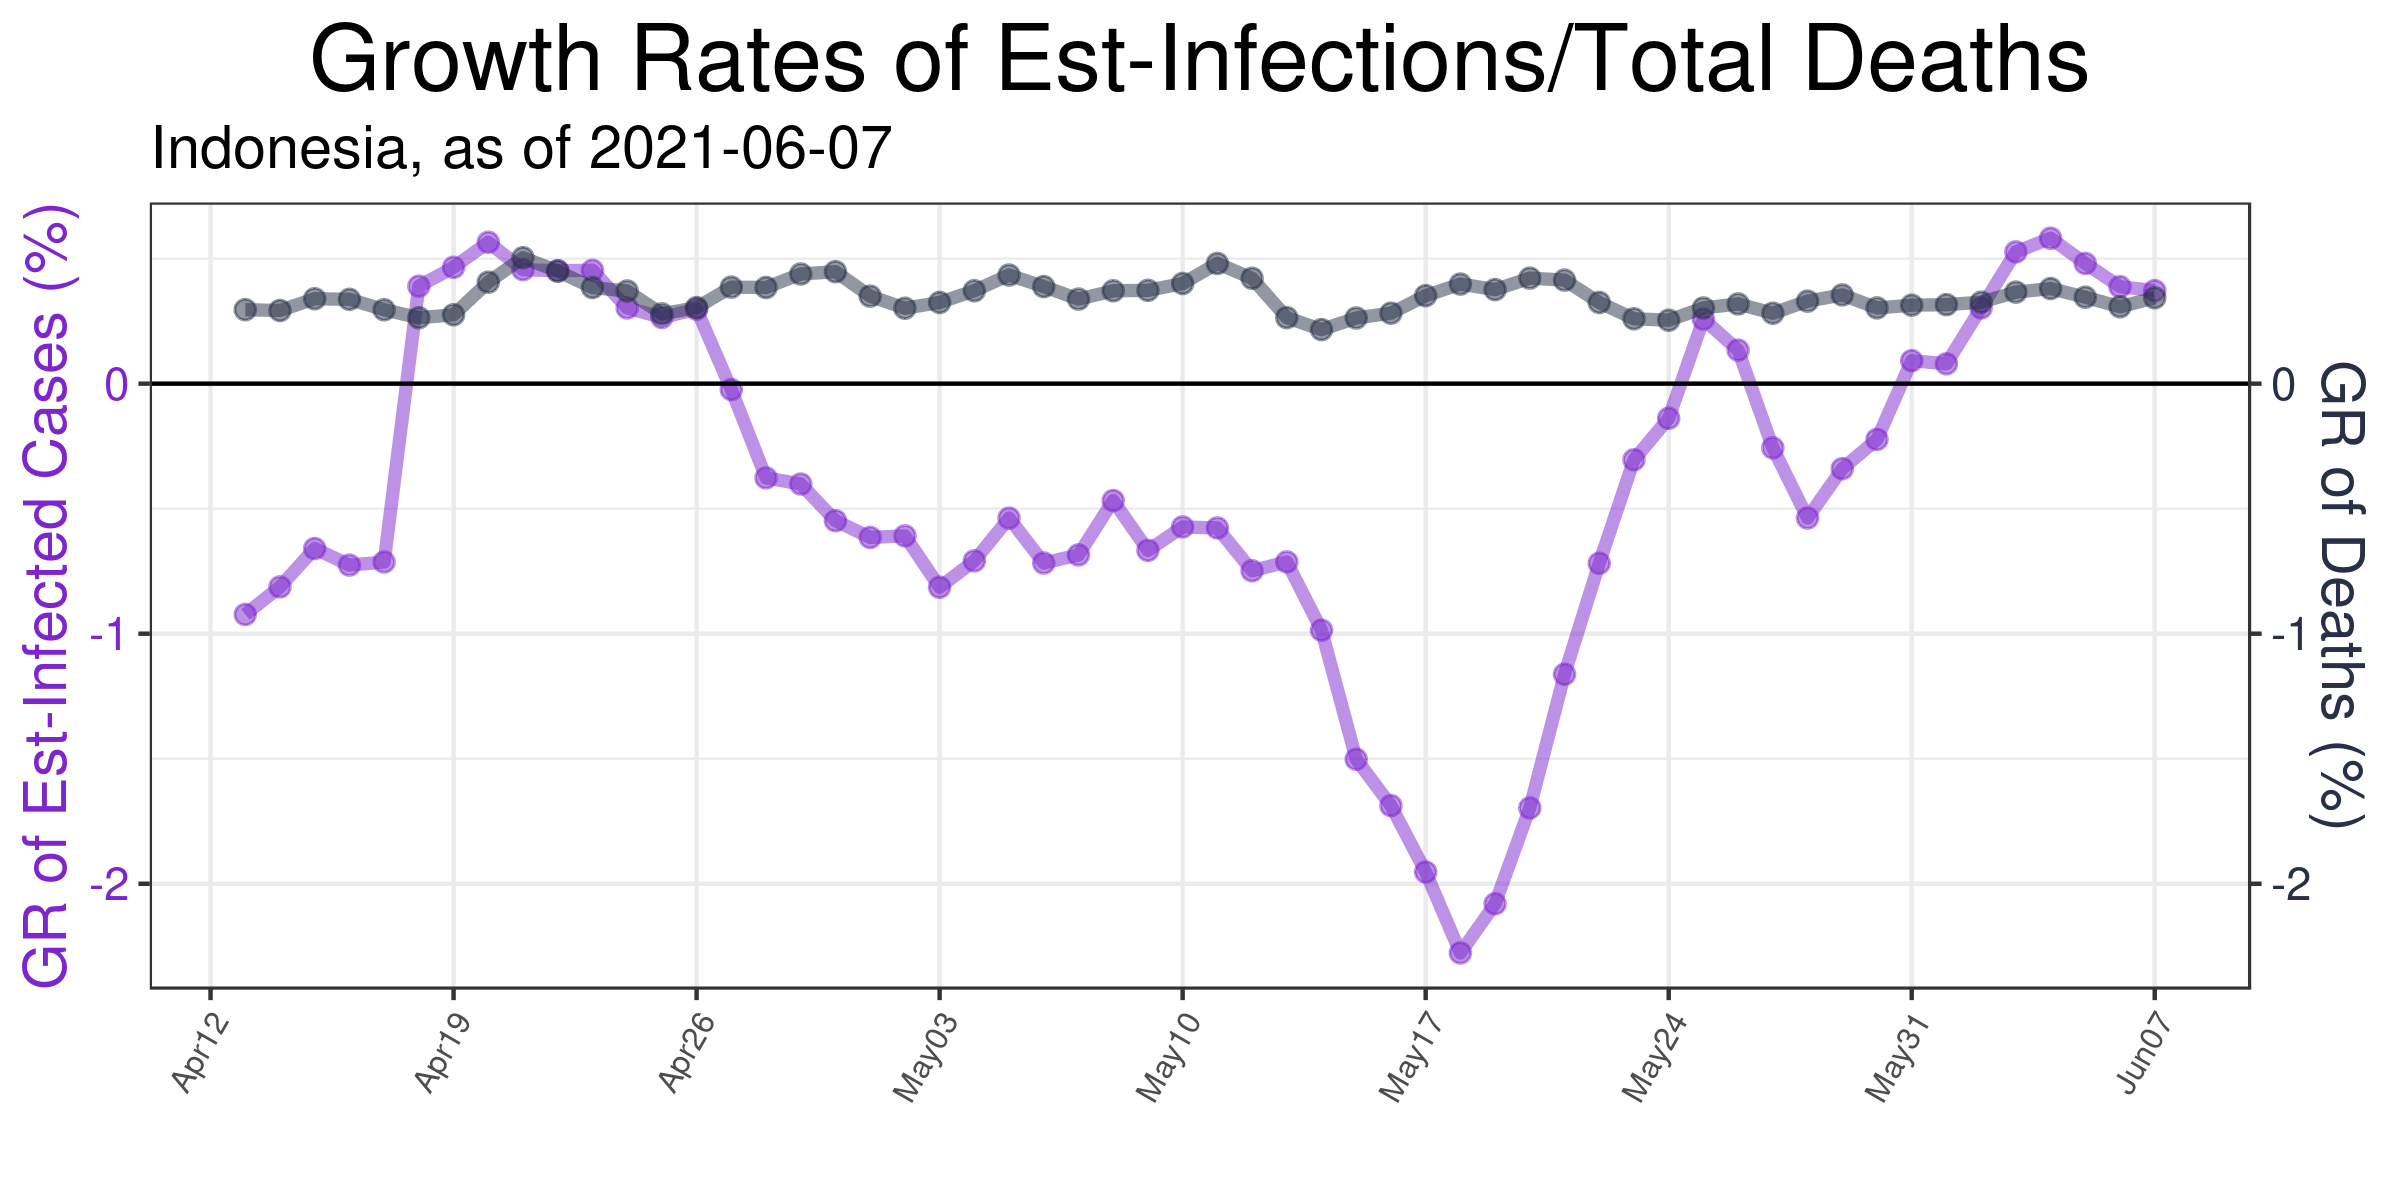 Growth Rates of Est-Infections/Total Deaths
Indonesia, as of 2021-06-07
GR of Est-Infected Cases (%)
0
-1
-2
0
-1
-2
GR of Deaths (%)
Apr12
Apr19
Apr26
May03
May10
May17
May24
May31
Jun07